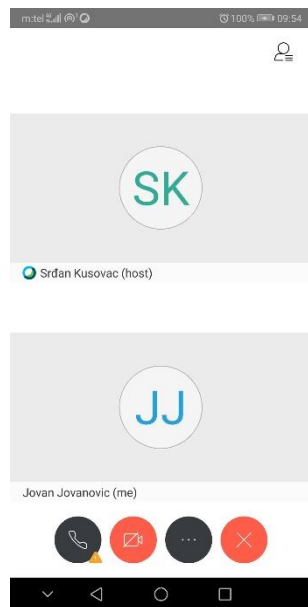 m:tel 100% 09:54
SK
Srđan Kusovac (host)
JJ
Jovan Jovanovic (me)